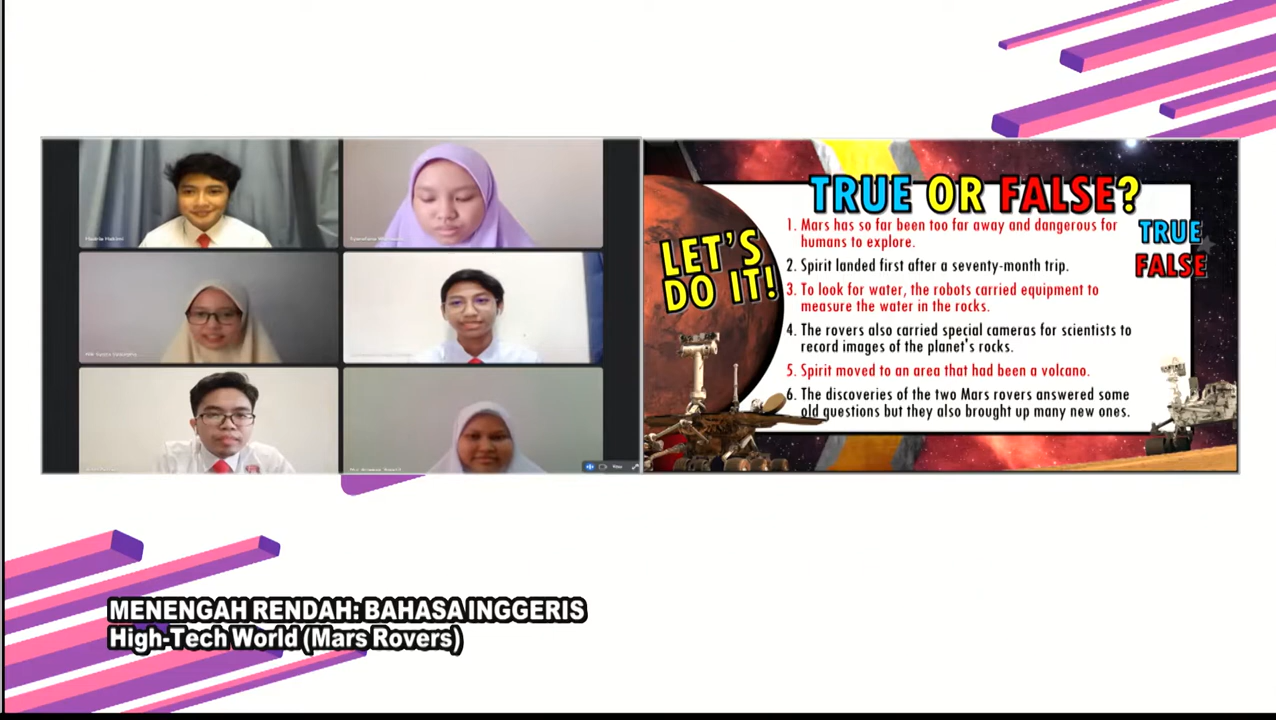 TRUE OR FALSE?
LET'S
DO IT!
1. Mars has so far been too far away and dangerous for
humans to explore.
2. Spirit landed first after a seventy-month trip.
3. To look for water, the robots carried equipment to
measure the water in the rocks.
4. The rovers also carried special cameras for scientists to
record images of the planet's rocks.
5. Spirit moved to an area that had been a volcano.
6. The discoveries of the two Mars rovers answered some
old questions but they also brought up many new ones.
TRUE
FALSE
MENENGAH RENDAH: BAHASA INGGERIS
High-Tech World (Mars Rovers)